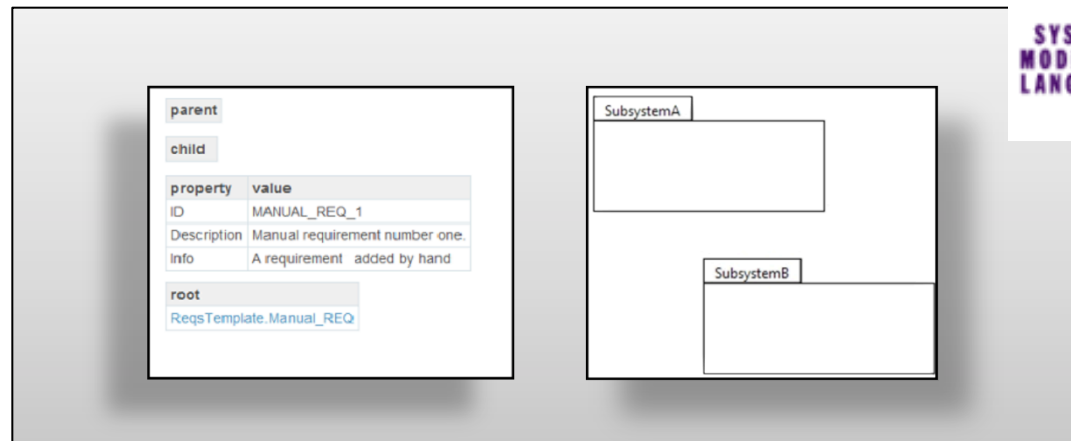 parent
child
property value
ID MANUAL_REQ_1
Description Manual requirement number one.
Info A requirement added by hand
root
ReqsTemplate.Manual_REQ
SubsystemA
SubsystemB
SYS
MOD
LANG